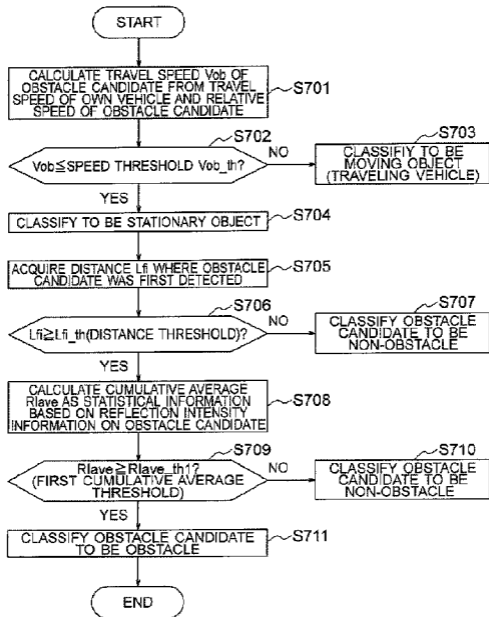 START
CALCULATE TRAVEL SPEED Vob OF
OBSTACLE CANDIDATE FROM TRAVEL
SPEED OF OWN VEHICLE AND RELATIVE
SPEED OF OBSTACLE CANDIDATE
S701
S702
Vob≦SPEED THRESHOLD Vob_th?
NO
S703
CLASSIFIY TO BE
MOVING OBJECT
(TRAVELING VEHICLE)
YES
CLASSIFY TO BE STATIONARY OBJECT
S704
ACQUIRE DISTANCE Lfi WHERE OBSTACLE
CANDIDATE WAS FIRST DETECTED
S705
S706
Lfi≧Lfi_th(DISTANCE THRESHOLD)?
NO
S707
CLASSIFY OBSTACLE
CANDIDATE TO BE
NON-OBSTACLE
YES
CALCULATE CUMULATIVE AVERAGE
RIave AS STATISTICAL INFORMATION
BASED ON REFLECTION INTENSITY
INFORMATION ON OBSTACLE CANDIDATE
S708
S709
RIave≧RIave_th1?
(FIRST CUMULATIVE AVERAGE
THRESHOLD)
NO
S710
CLASSIFY OBSTACLE
CANDIDATE TO BE
NON-OBSTACLE
YES
CLASSIFY OBSTACLE CANDIDATE
TO BE OBSTACLE
S711
END